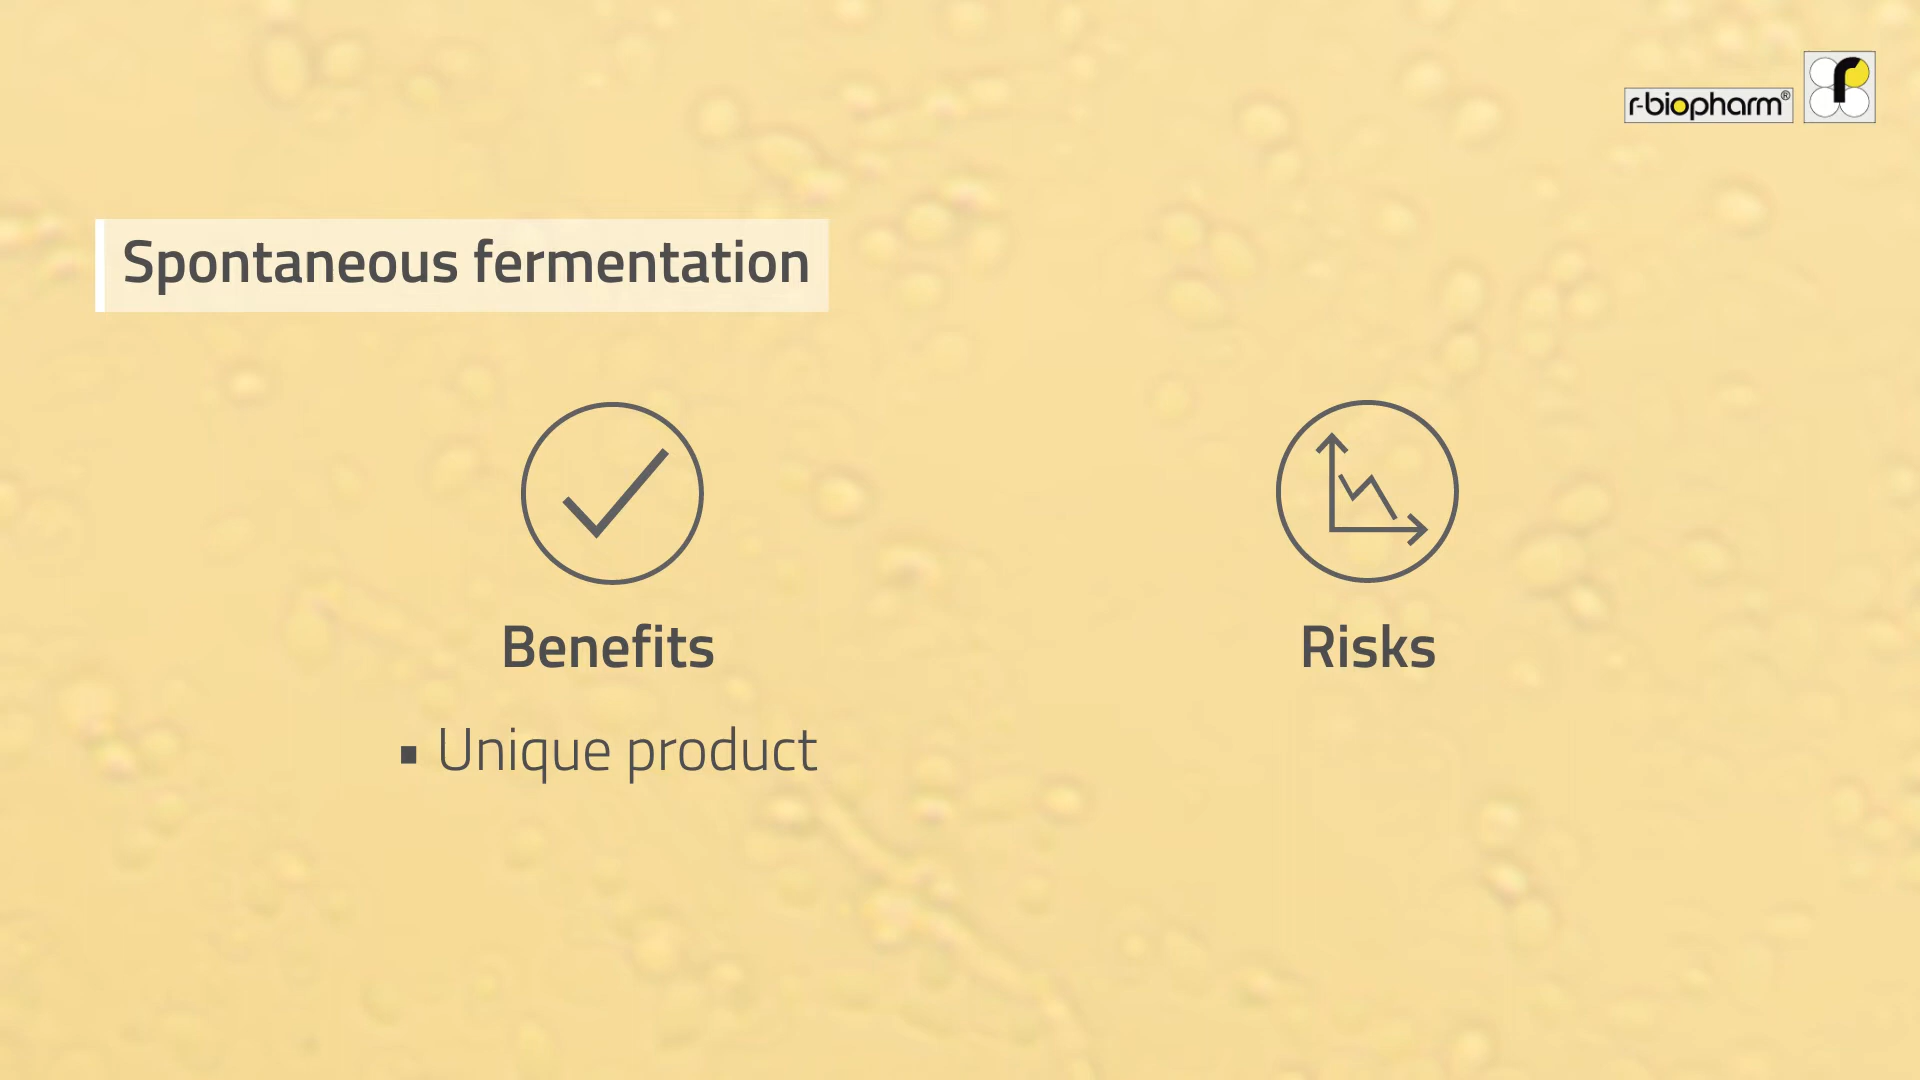 r-biopharm®
r
Spontaneous fermentation
Benefits
Risks
▪ Unique product